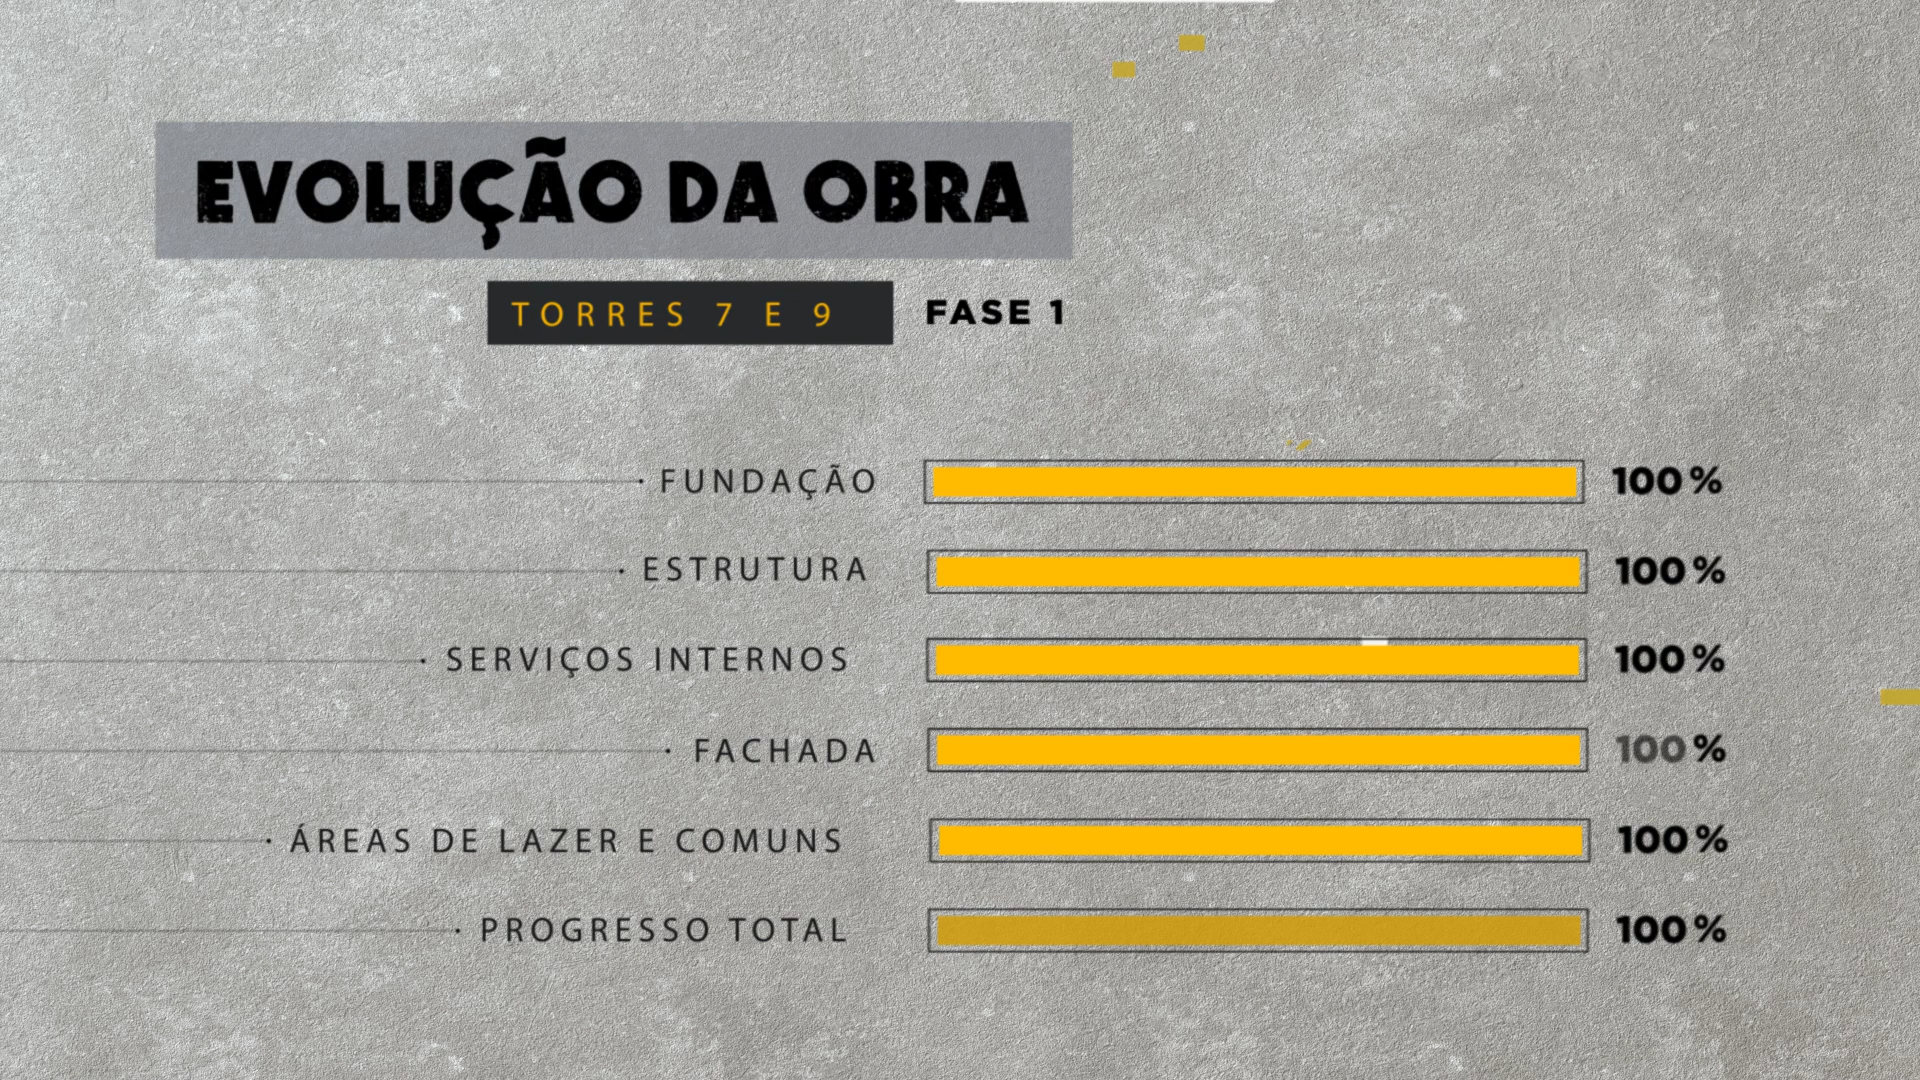 EVOLUÇÃO DA OBRA
TORRES 7 E 9 FASE 1
FUNDAÇÃO 100%
ESTRUTURA 100%
SERVIÇOS INTERNOS 100%
FACHADA 100%
ÁREAS DE LAZER E COMUNS 100%
PROGRESSO TOTAL 100%